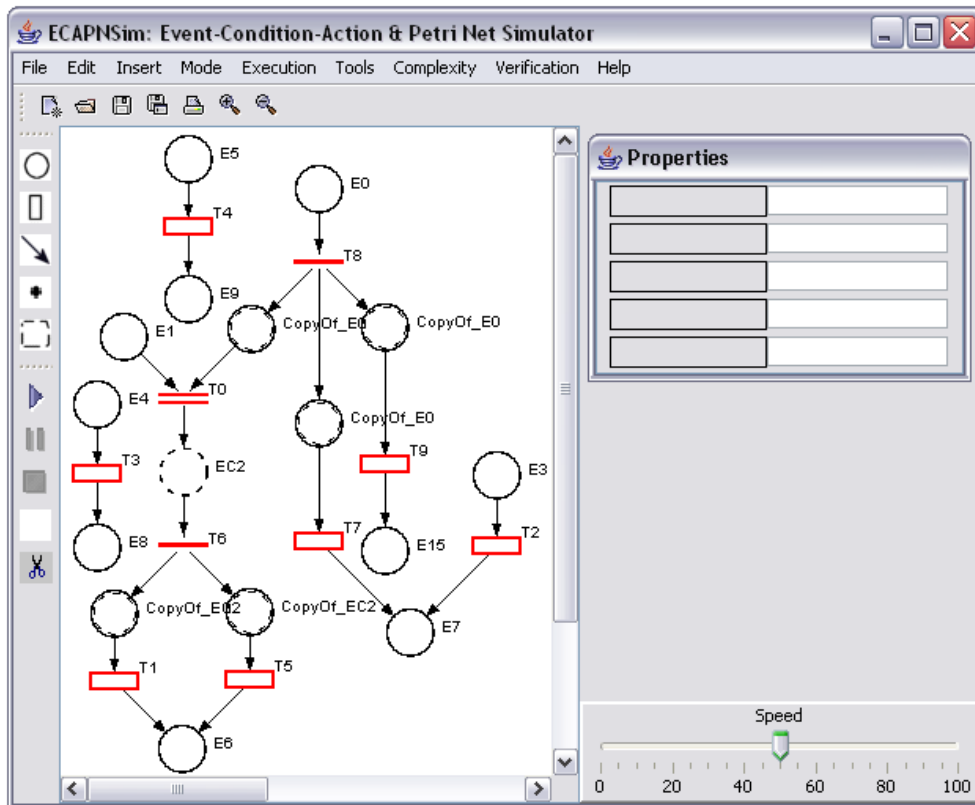 ECAPNSim: Event-Condition-Action & Petri Net Simulator
File Edit Insert Mode Execution Tools Complexity Verification Help
Properties
E5
E0
T4
T8
E9
CopyOf_E0
CopyOf_E0
E1
T0
E4
CopyOf_E0
T9
EC2
E3
T3
T7
T2
E8
T6
E15
CopyOf_EC2
CopyOf_EC2
E7
T1
T5
E6
Speed
0 20 40 60 80 100